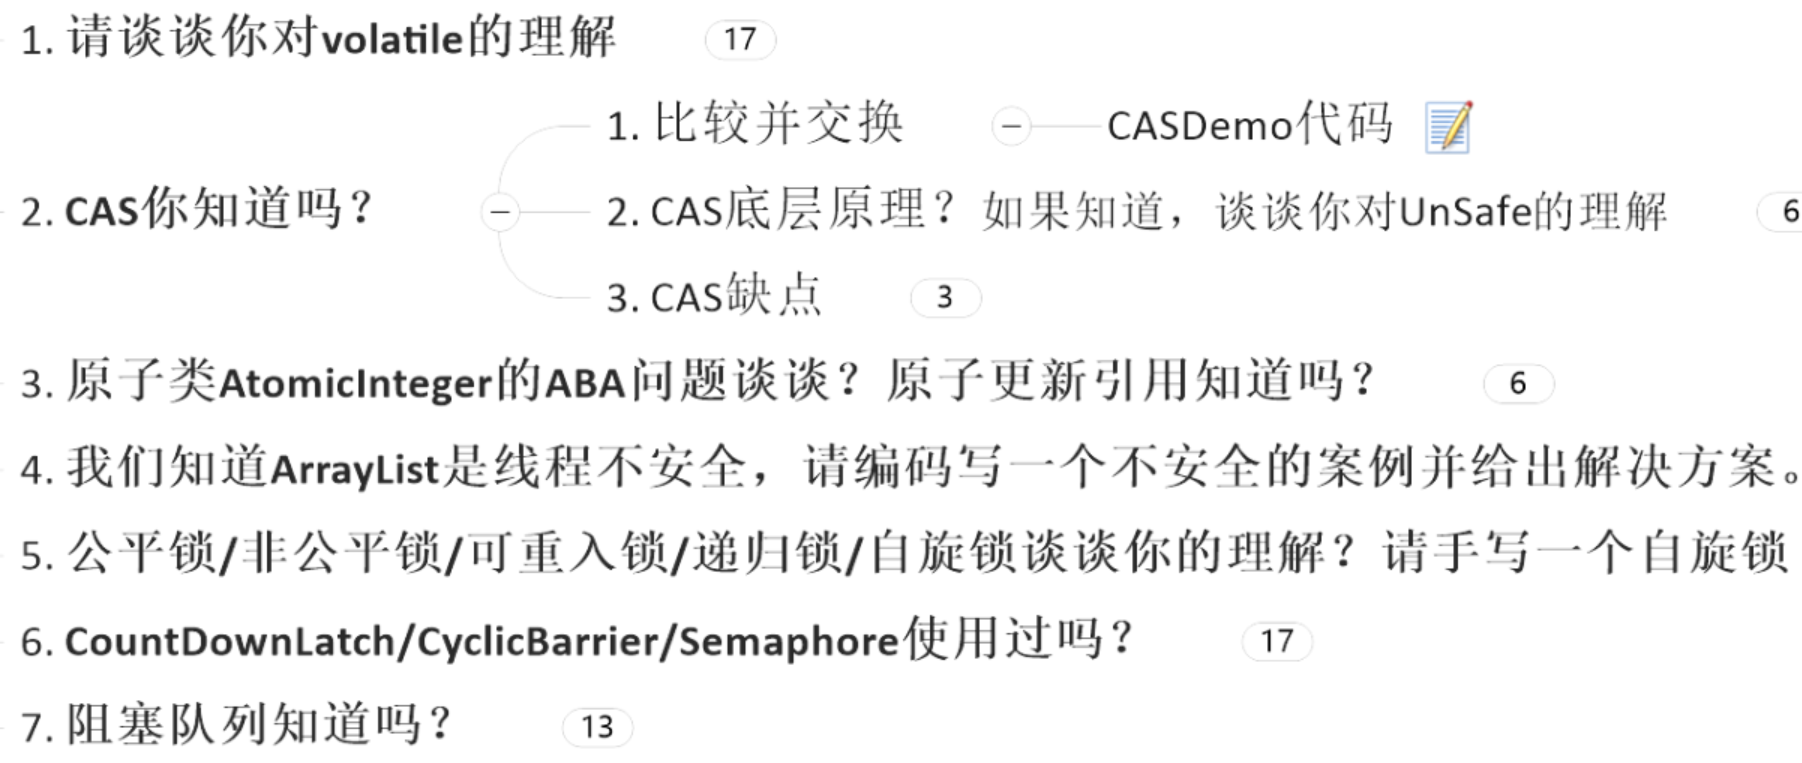 1. 请谈谈你对volatile的理解 17
1. 比较并交换 CASDemo代码
2. CAS你知道吗？
2. CAS底层原理？如果知道，谈谈你对UnSafe的理解 6
3. CAS缺点 3
3. 原子类AtomicInteger的ABA问题谈谈？原子更新引用知道吗？ 6
4. 我们知道ArrayList是线程不安全，请编码写一个不安全的案例并给出解决方案。
5. 公平锁/非公平锁/可重入锁/递归锁/自旋锁谈谈你的理解？请手写一个自旋锁
6. CountDownLatch/CyclicBarrier/Semaphore使用过吗？ 17
7. 阻塞队列知道吗？ 13